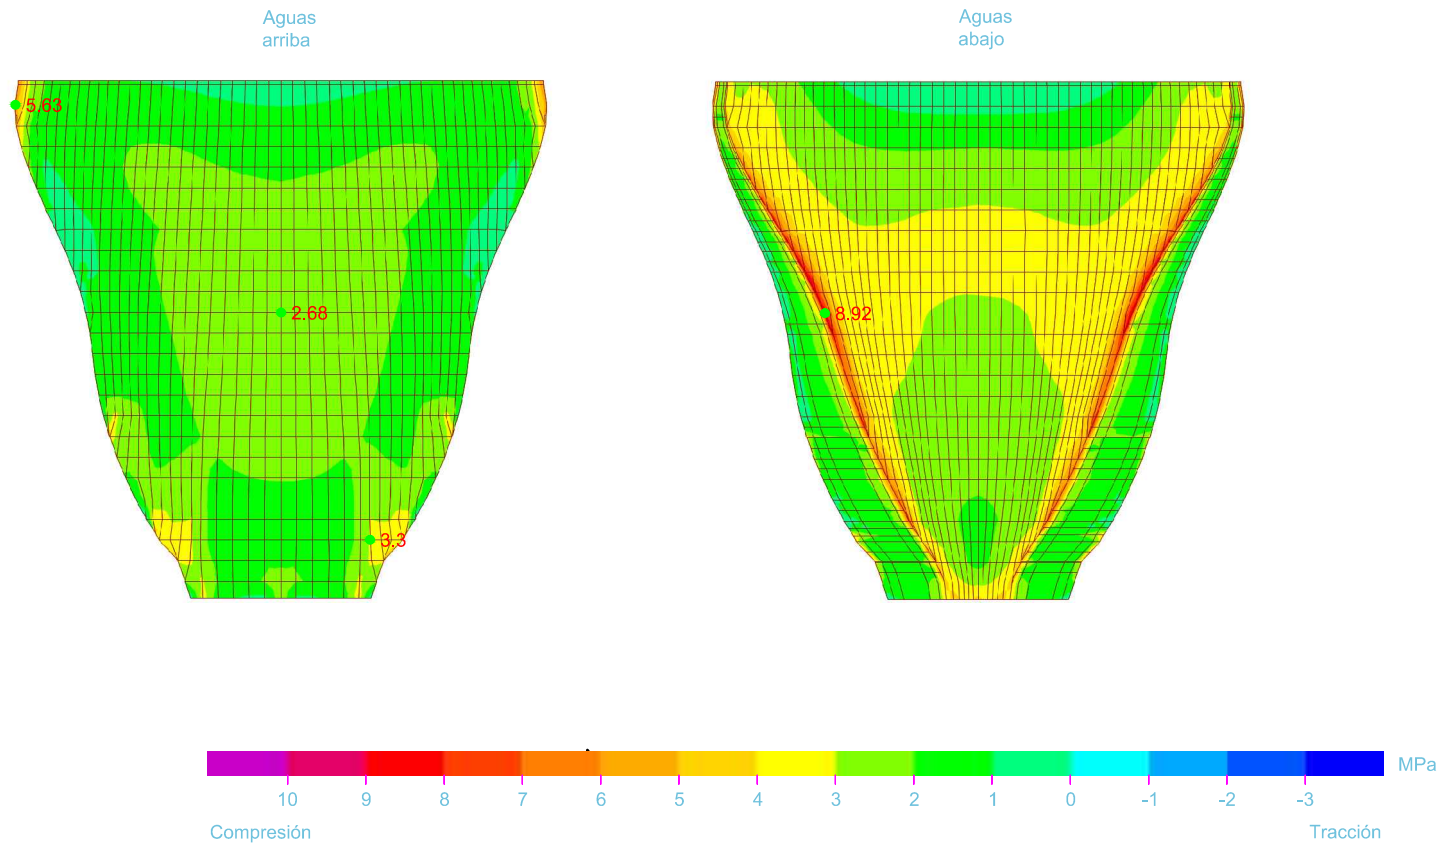 Aguas
arriba
Aguas
abajo
5.63
2.68
3.3
8.92
MPa
10 9 8 7 6 5 4 3 2 1 0 -1 -2 -3
Compresión Tracción